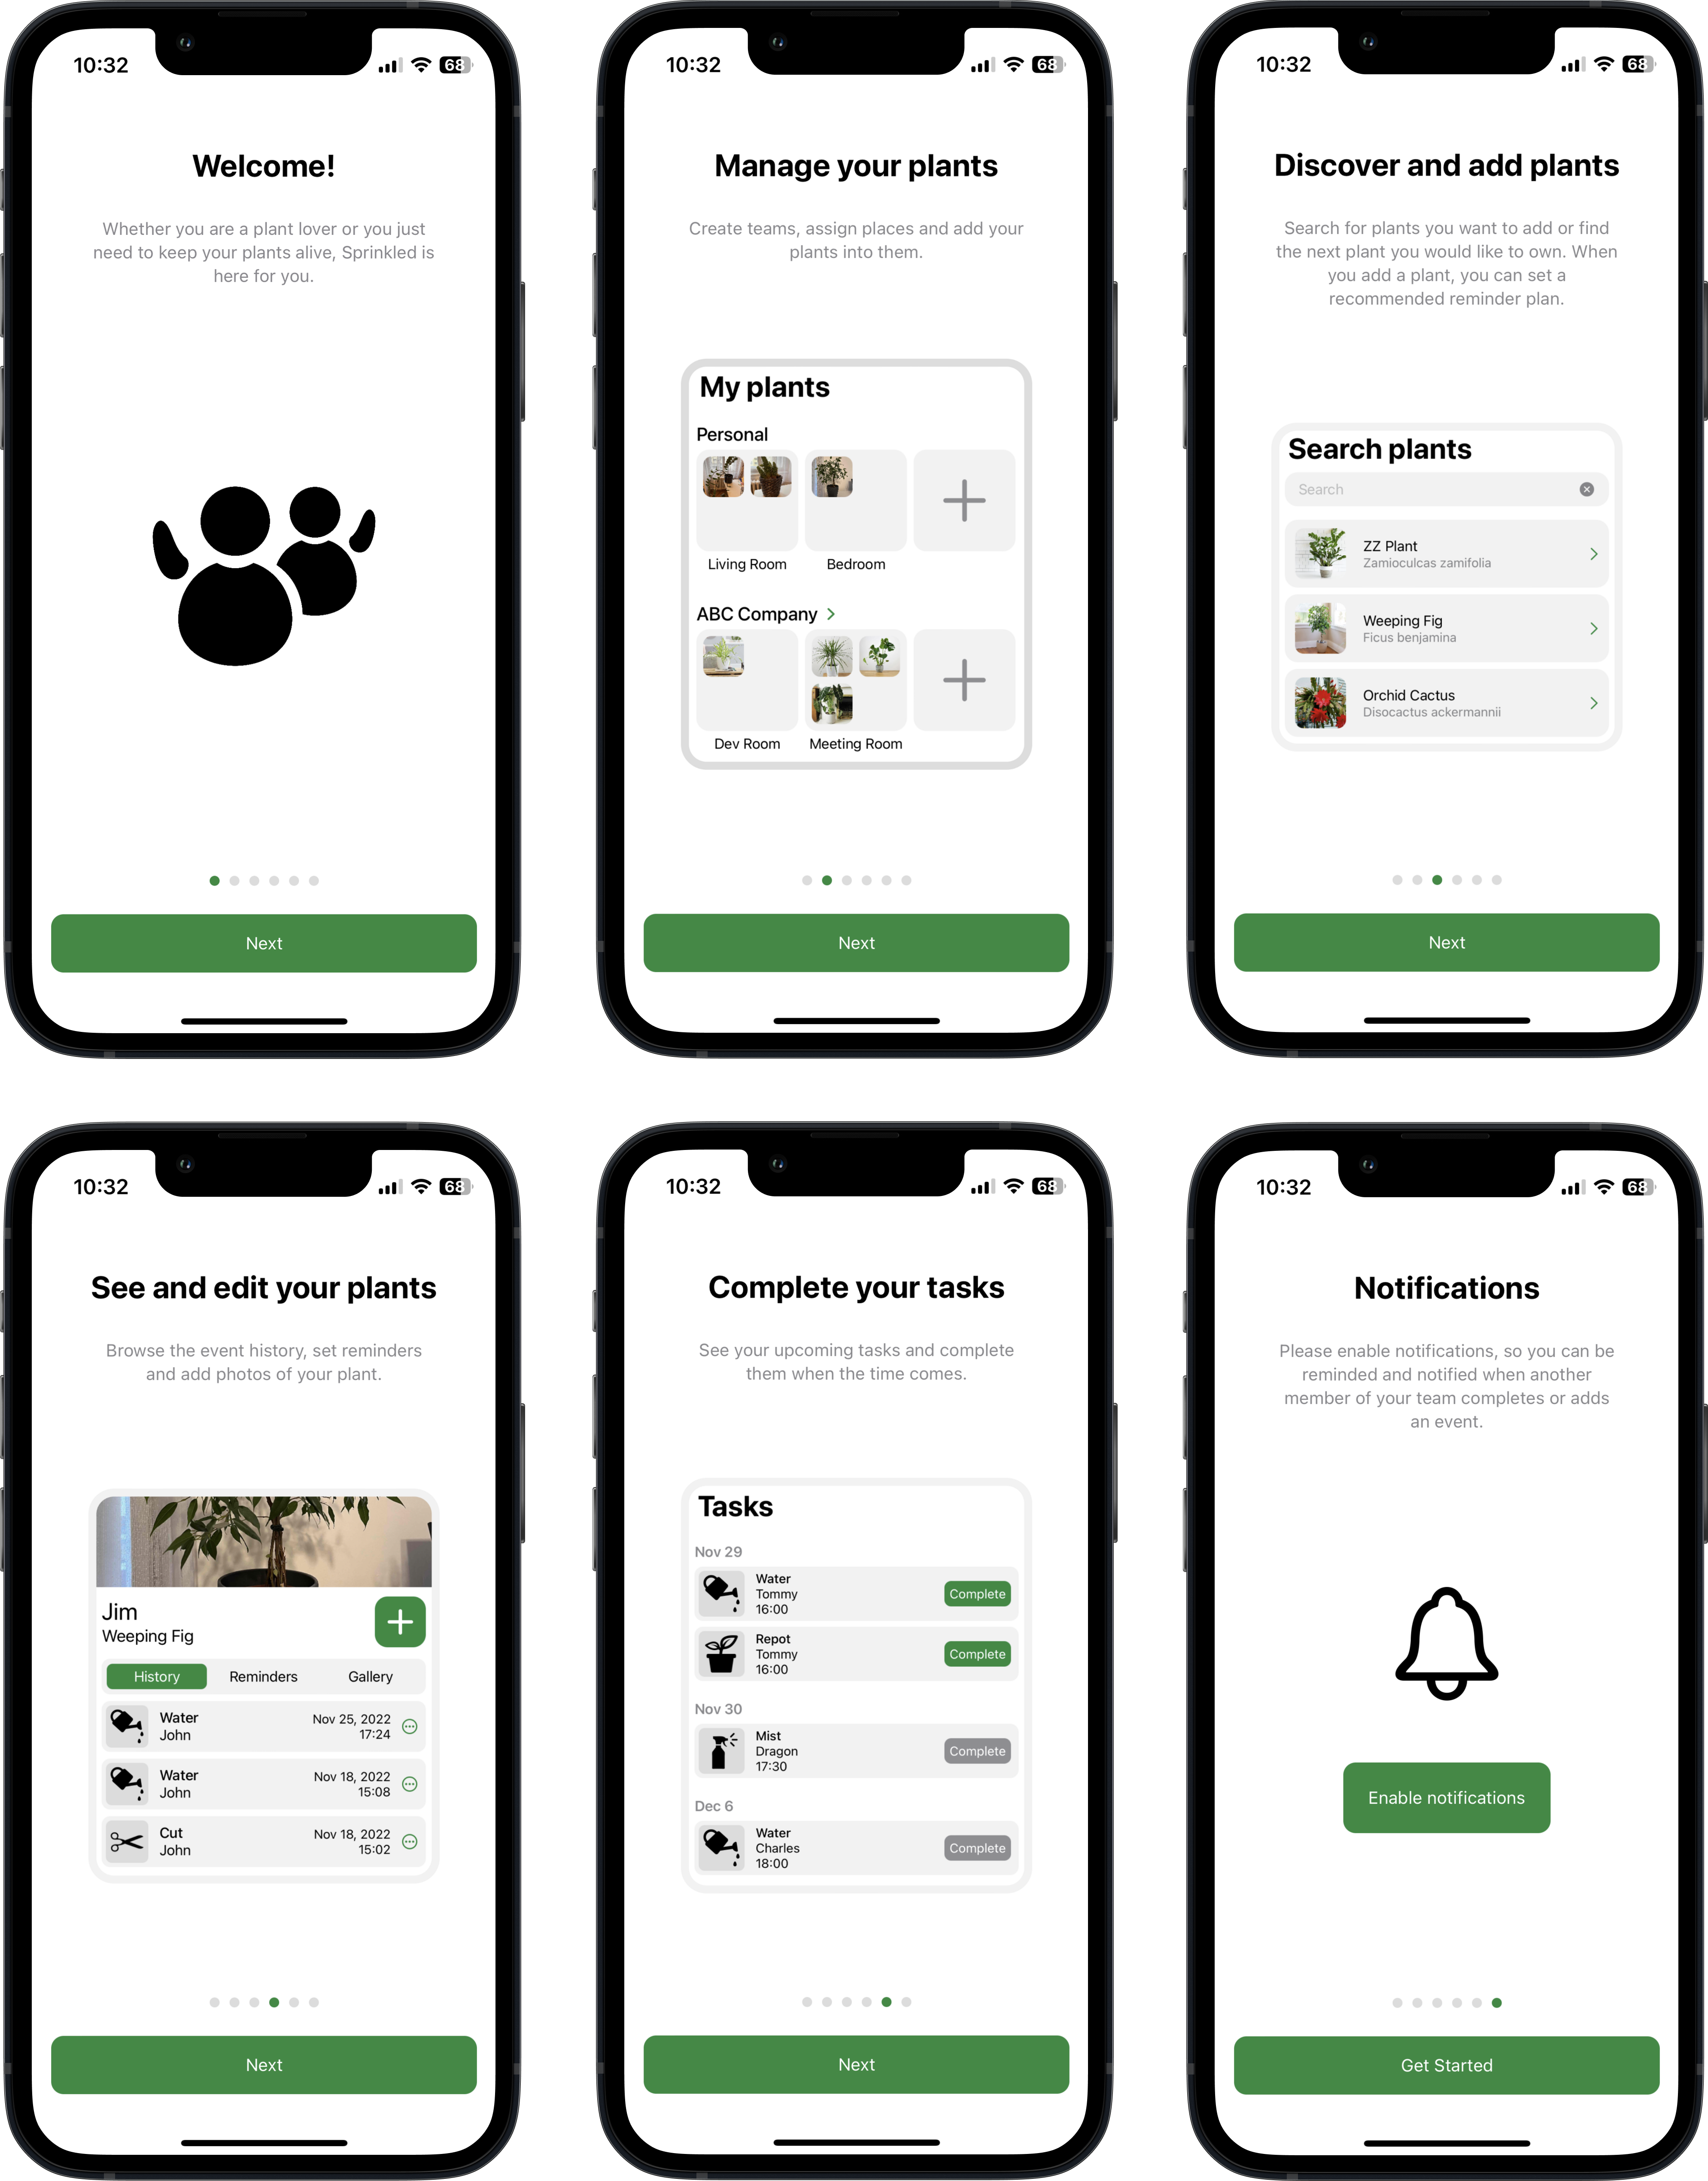 10:32
68
Welcome!
Whether you are a plant lover or you just
need to keep your plants alive, Sprinkled is
here for you.
Next
10:32
68
Manage your plants
Create teams, assign places and add your
plants into them.
My plants
Personal
Living Room
Bedroom
ABC Company
Dev Room
Meeting Room
Next
10:32
68
Discover and add plants
Search for plants you want to add or find
the next plant you would like to own. When
you add a plant, you can set a
recommended reminder plan.
Search plants
Search
ZZ Plant
Zamioculcas zamifolia
Weeping Fig
Ficus benjamina
Orchid Cactus
Disocactus ackermannii
Next
10:32
68
See and edit your plants
Browse the event history, set reminders
and add photos of your plant.
Jim
Weeping Fig
History
Reminders
Gallery
Water
John
Nov 25, 2022
17:24
Water
John
Nov 18, 2022
15:08
Cut
John
Nov 18, 2022
15:02
Next
10:32
68
Complete your tasks
See your upcoming tasks and complete
them when the time comes.
Tasks
Nov 29
Water
Tommy
16:00
Complete
Repot
Tommy
16:00
Complete
Nov 30
Mist
Dragon
17:30
Complete
Dec 6
Water
Charles
18:00
Complete
Next
10:32
68
Notifications
Please enable notifications, so you can be
reminded and notified when another
member of your team completes or adds
an event.
Enable notifications
Get Started